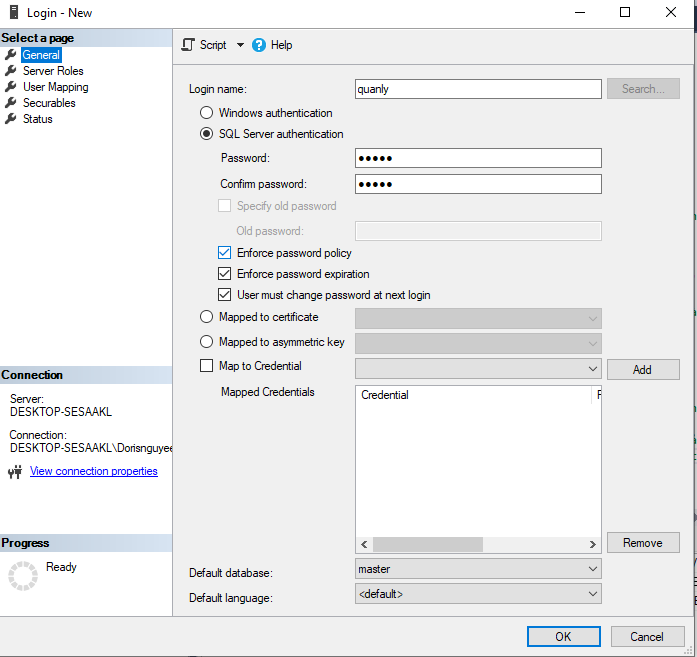 Login - New
Select a page
General
Server Roles
User Mapping
Securables
Status
Script
Help
Login name:
quanly
Search...
Windows authentication
SQL Server authentication
Password:
●●●●●
Confirm password:
●●●●●
Specify old password
Old password:
Enforce password policy
Enforce password expiration
User must change password at next login
Mapped to certificate
Mapped to asymmetric key
Map to Credential
Add
Mapped Credentials
Credential
Remove
Default database:
master
Default language:
<default>
Connection
Server:
DESKTOP-SESAAKL
Connection:
DESKTOP-SESAAKL\Dorisnguyee
View connection properties
Progress
Ready
OK
Cancel